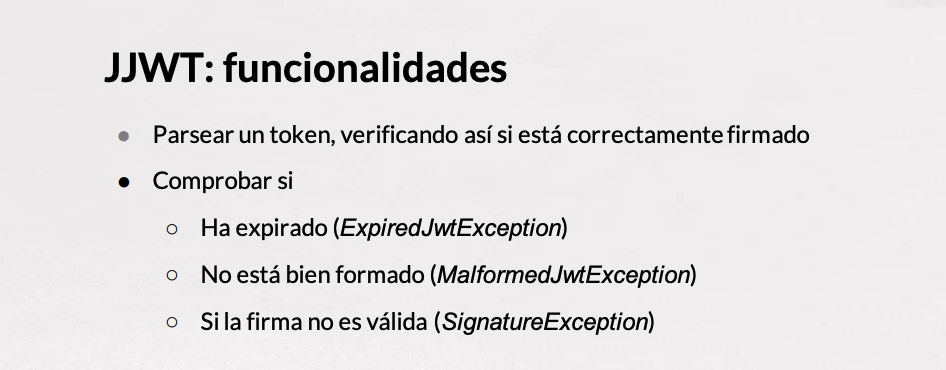 JJWT: funcionalidades
● Parsear un token, verificando así si está correctamente firmado
● Comprobar si
○ Ha expirado (ExpiredJwtException)
○ No está bien formado (MalformedJwtException)
○ Si la firma no es válida (SignatureException)